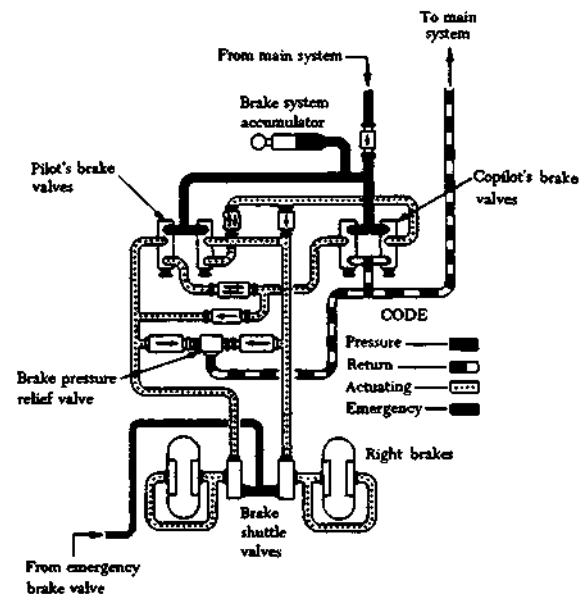 To main
system
From main system
Brake system
accumulator
Pilot's brake
valves
Copilot's brake
valves
CODE
Pressure
Return
Actuating
Emergency
Brake pressure
relief valve
Right brakes
Brake
shuttle
valves
From emergency
brake valve